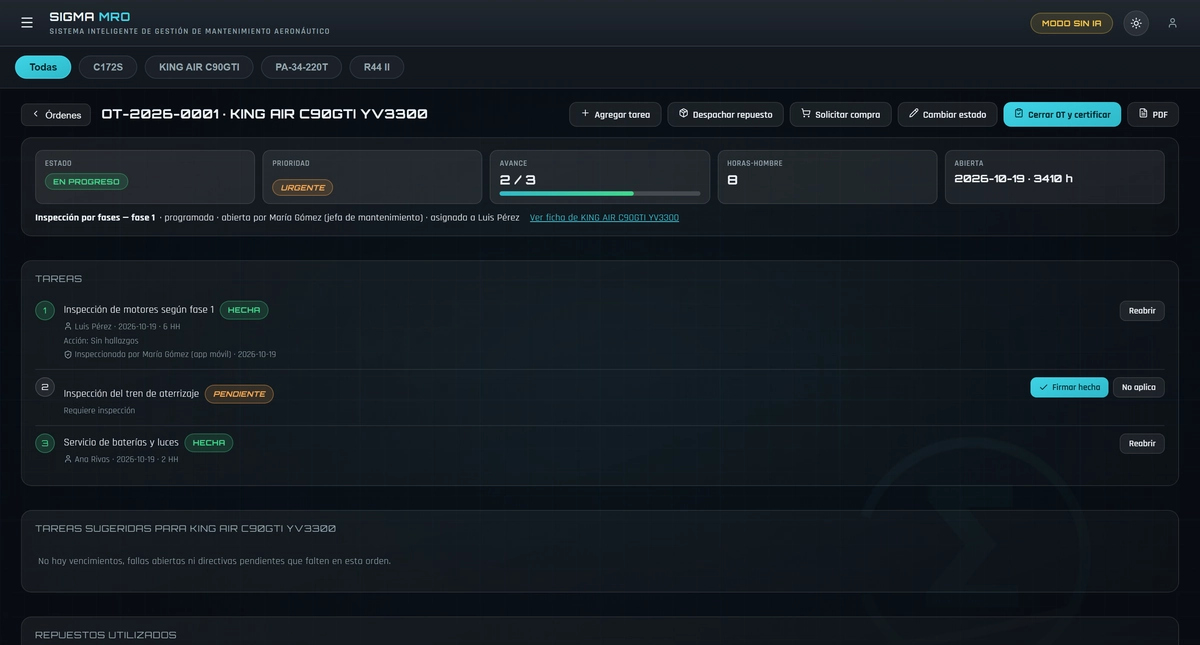 SIGMA MRO
SISTEMA INTELIGENTE DE GESTIÓN DE MANTENIMIENTO AERONÁUTICO
MODO SIN IA
Todas
C172S
KING AIR C90GTI
PA-34-220T
R44 II
Órdenes
OT-2026-0001 · KING AIR C90GTI YV3300
Agregar tarea
Despachar repuesto
Solicitar compra
Cambiar estado
Cerrar OT y certificar
PDF
ESTADO
EN PROGRESO
PRIORIDAD
URGENTE
AVANCE
2 / 3
HORAS-HOMBRE
8
ABIERTA
2026-10-19 · 3410 h
Inspección por fases — fase 1 · programada · abierta por María Gómez (jefa de mantenimiento) · asignada a Luis Pérez Ver ficha de KING AIR C90GTI YV3300
TAREAS
1 Inspección de motores según fase 1 HECHA
Reabrir
Luis Pérez · 2026-10-19 · 6 HH
Acción: Sin hallazgos
Inspeccionada por María Gómez (app móvil) · 2026-10-19
2 Inspección del tren de aterrizaje PENDIENTE
Firmar hecha
No aplica
Requiere inspección
3 Servicio de baterías y luces HECHA
Reabrir
Ana Rivas · 2026-10-19 · 2 HH
TAREAS SUGERIDAS PARA KING AIR C90GTI YV3300
No hay vencimientos, fallas abiertas ni directivas pendientes que falten en esta orden.
REPUESTOS UTILIZADOS